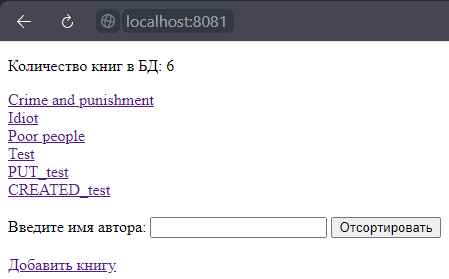 localhost:8081
Количество книг в БД: 6
Crime and punishment
Idiot
Poor people
Test
PUT_test
CREATED_test
Введите имя автора: Отсортировать
Добавить книгу